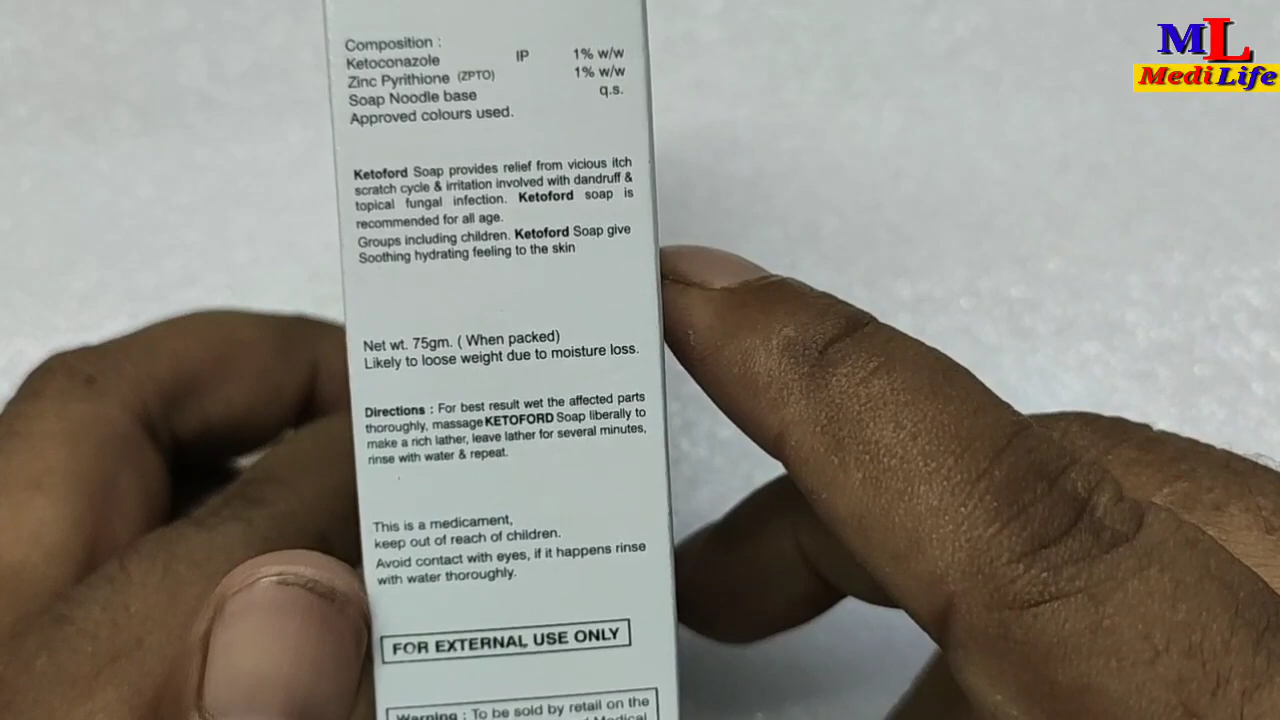 ML
Medi Life
Composition :
Ketoconazole IP 1% w/w
Zinc Pyrithione (ZPTO) 1% w/w
Soap Noodle base q.s.
Approved colours used.
Ketoford Soap provides relief from vicious itch
scratch cycle & irritation involved with dandruff &
topical fungal infection. Ketoford soap is
recommended for all age.
Groups including children. Ketoford Soap give
Soothing hydrating feeling to the skin
Net wt. 75gm. ( When packed)
Likely to loose weight due to moisture loss.
Directions : For best result wet the affected parts
thoroughly, massage KETOFORD Soap liberally to
make a rich lather, leave lather for several minutes,
rinse with water & repeat.
This is a medicament,
keep out of reach of children.
Avoid contact with eyes, if it happens rinse
with water thoroughly.
FOR EXTERNAL USE ONLY
Warning : To be sold by retail on the
Medical